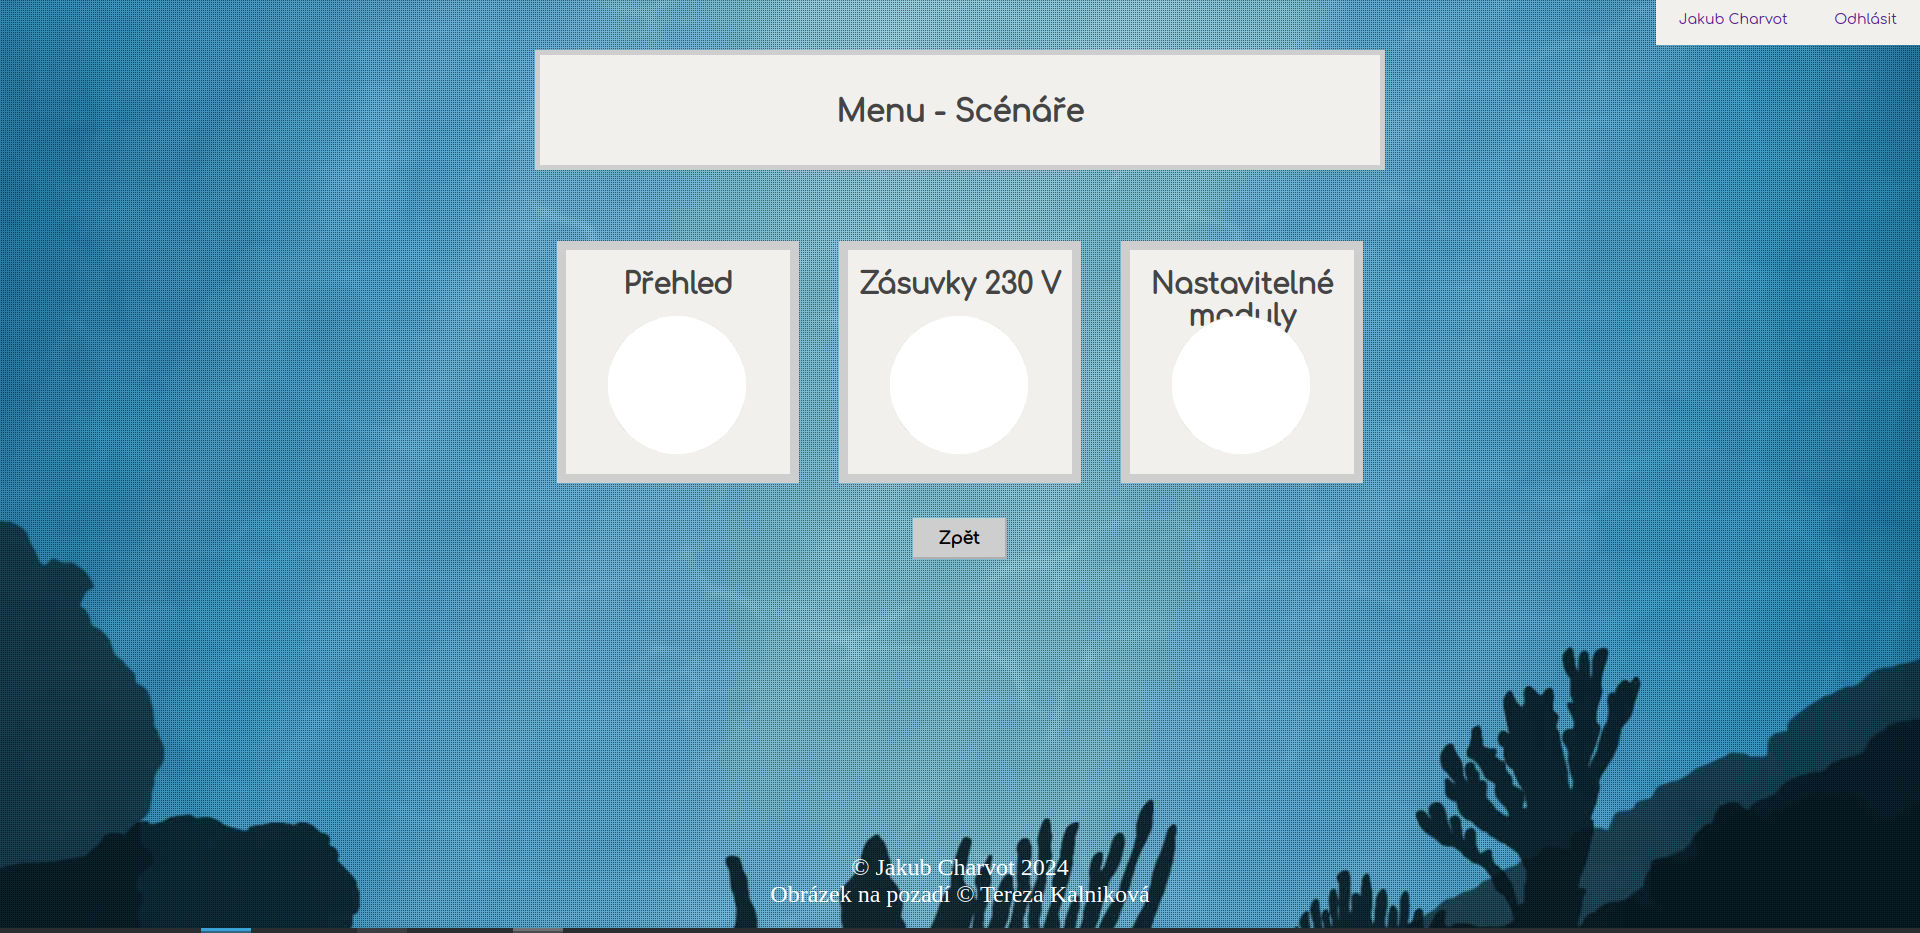 Jakub Charvot Odhlásit
Menu - Scénáře
Přehled
Zásuvky 230 V
Nastavitelné
moduly
Zpět
© Jakub Charvot 2024
Obrázek na pozadí © Tereza Kalniková